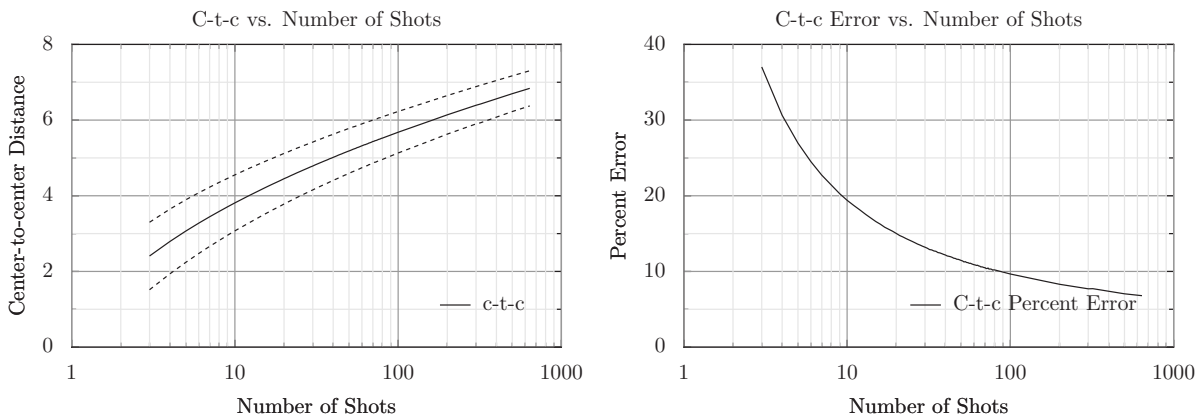 C-t-c vs. Number of Shots
8
6
4
2
0
1 10 100 1000
Center-to-center Distance
Number of Shots
c-t-c
C-t-c Error vs. Number of Shots
40
30
20
10
0
1 10 100 1000
Percent Error
Number of Shots
C-t-c Percent Error